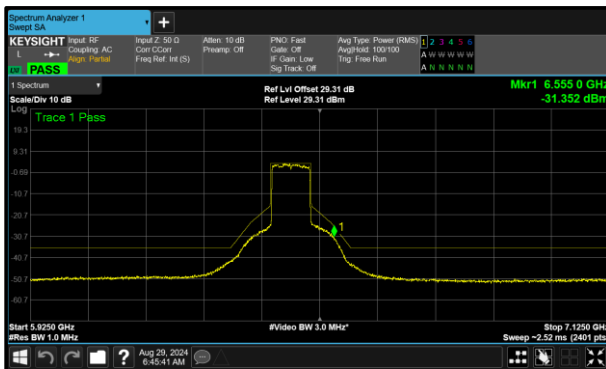 Spectrum Analyzer 1
Swept SA
+
KEYSIGHT Input: RF
L
Coupling: AC
Align: Partial
Input Z: 50 Ω
Corr CCorr
Freq Ref: Int (S)
Atten: 10 dB
Preamp: Off
PNO: Fast
Gate: Off
IF Gain: Low
Sig Track: Off
Avg Type: Power (RMS)
Avg|Hold: 100/100
Trig: Free Run
1 2 3 4 5 6
A W W W W W
A N N N N N
PASS
1 Spectrum
Scale/Div 10 dB
Ref Lvl Offset 29.31 dB
Ref Level 29.31 dBm
Mkr1 6.555 0 GHz
-31.352 dBm
Log
Trace 1 Pass
19.3
9.31
-0.69
-10.7
-20.7
1
-30.7
-40.7
-50.7
-60.7
Start 5.9250 GHz
#Res BW 1.0 MHz
#Video BW 3.0 MHz*
Stop 7.1250 GHz
Sweep ~2.52 ms (2401 pts)
?
Aug 29, 2024
6:45:41 AM